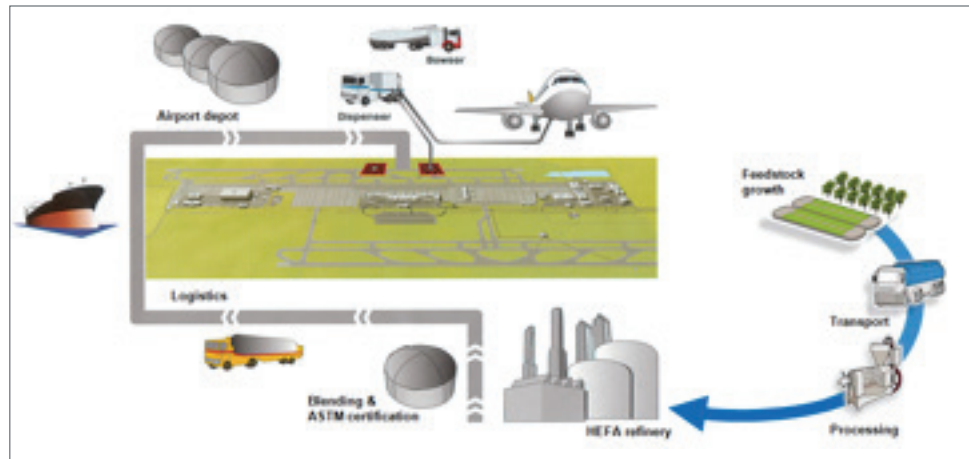 Bowser
Airport depot
Dispenser
Feedstock
growth
Logistics
Transport
Blending &
ASTM certification
HEFA refinery
Processing